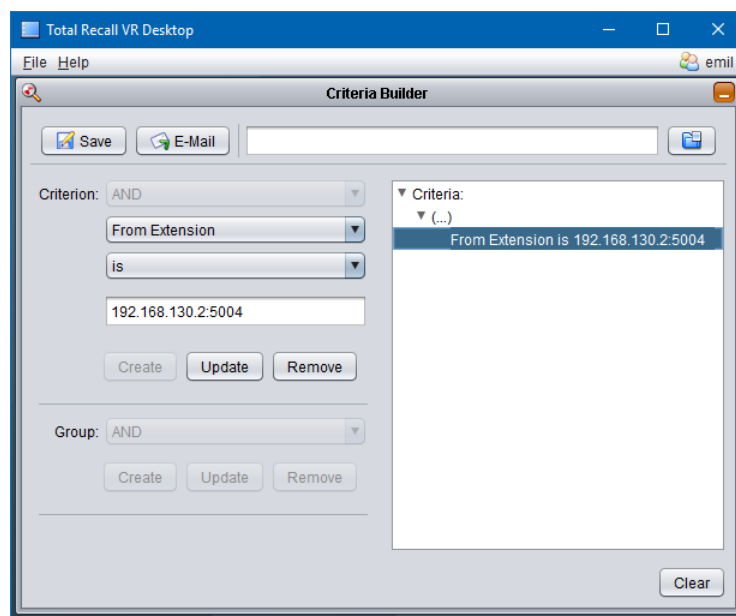 Total Recall VR Desktop
File Help emil
Criteria Builder
Save E-Mail
Criterion: AND
From Extension
is
192.168.130.2:5004
Create Update Remove
Group: AND
Create Update Remove
Criteria:
(...)
From Extension is 192.168.130.2:5004
Clear